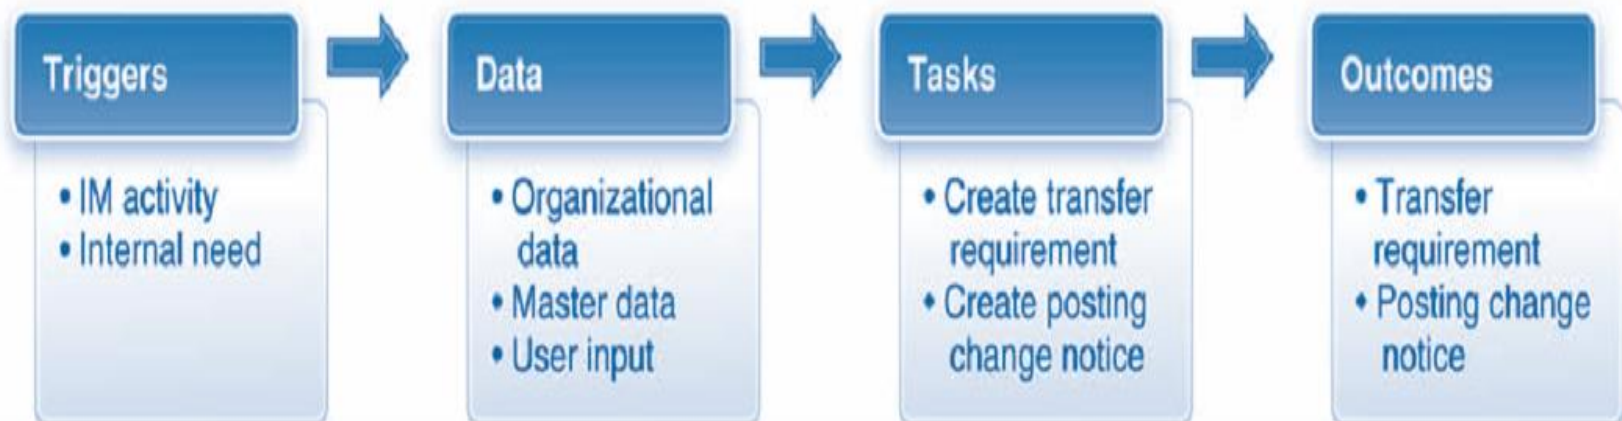 Triggers
• IM activity
• Internal need
Data
• Organizational
data
• Master data
• User input
Tasks
• Create transfer
requirement
• Create posting
change notice
Outcomes
• Transfer
requirement
• Posting change
notice